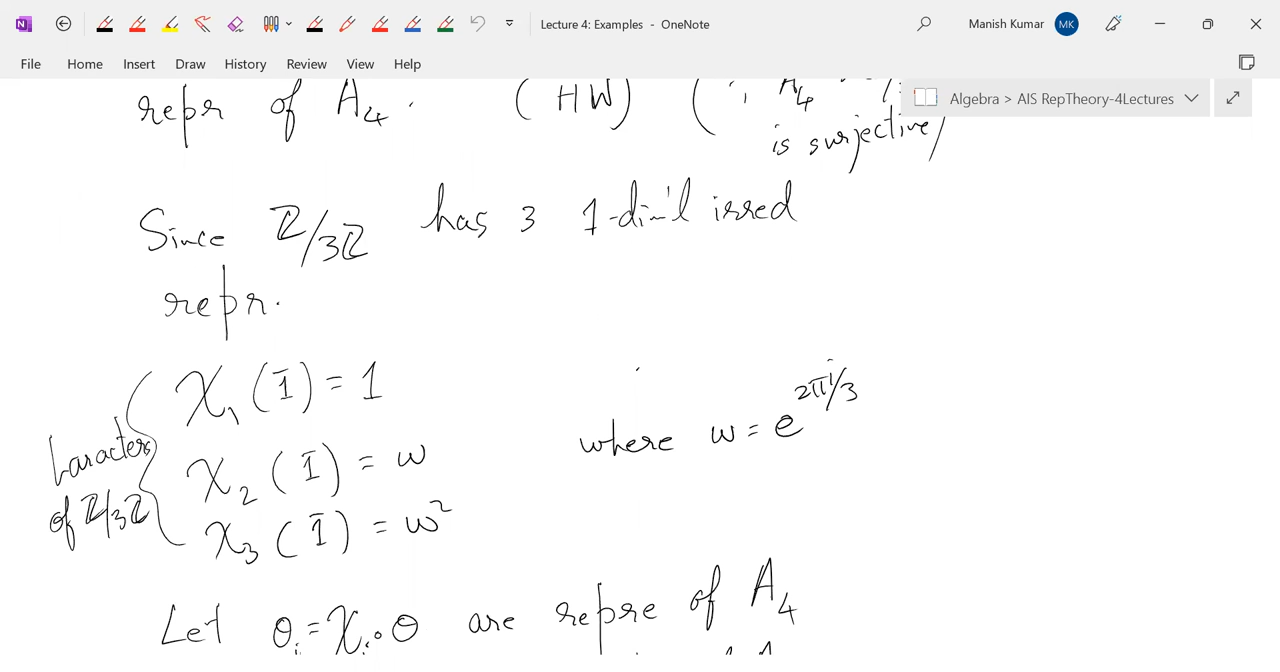 Lecture 4: Examples - OneNote
Manish Kumar MK
File Home Insert Draw History Review View Help
Algebra > AIS RepTheory-4Lectures
repr of A4. (HW) ( ∵ A4
is surjective)
Since ℤ/3ℤ has 3 1-dim'l irred
repr.
χ1 (1̄) = 1
where ω = e^{2πi/3}
χ2 (1̄) = ω
χ3 (1̄) = ω²
haracters
of ℤ/3ℤ
Let θi = χi∘θ are repre of A4